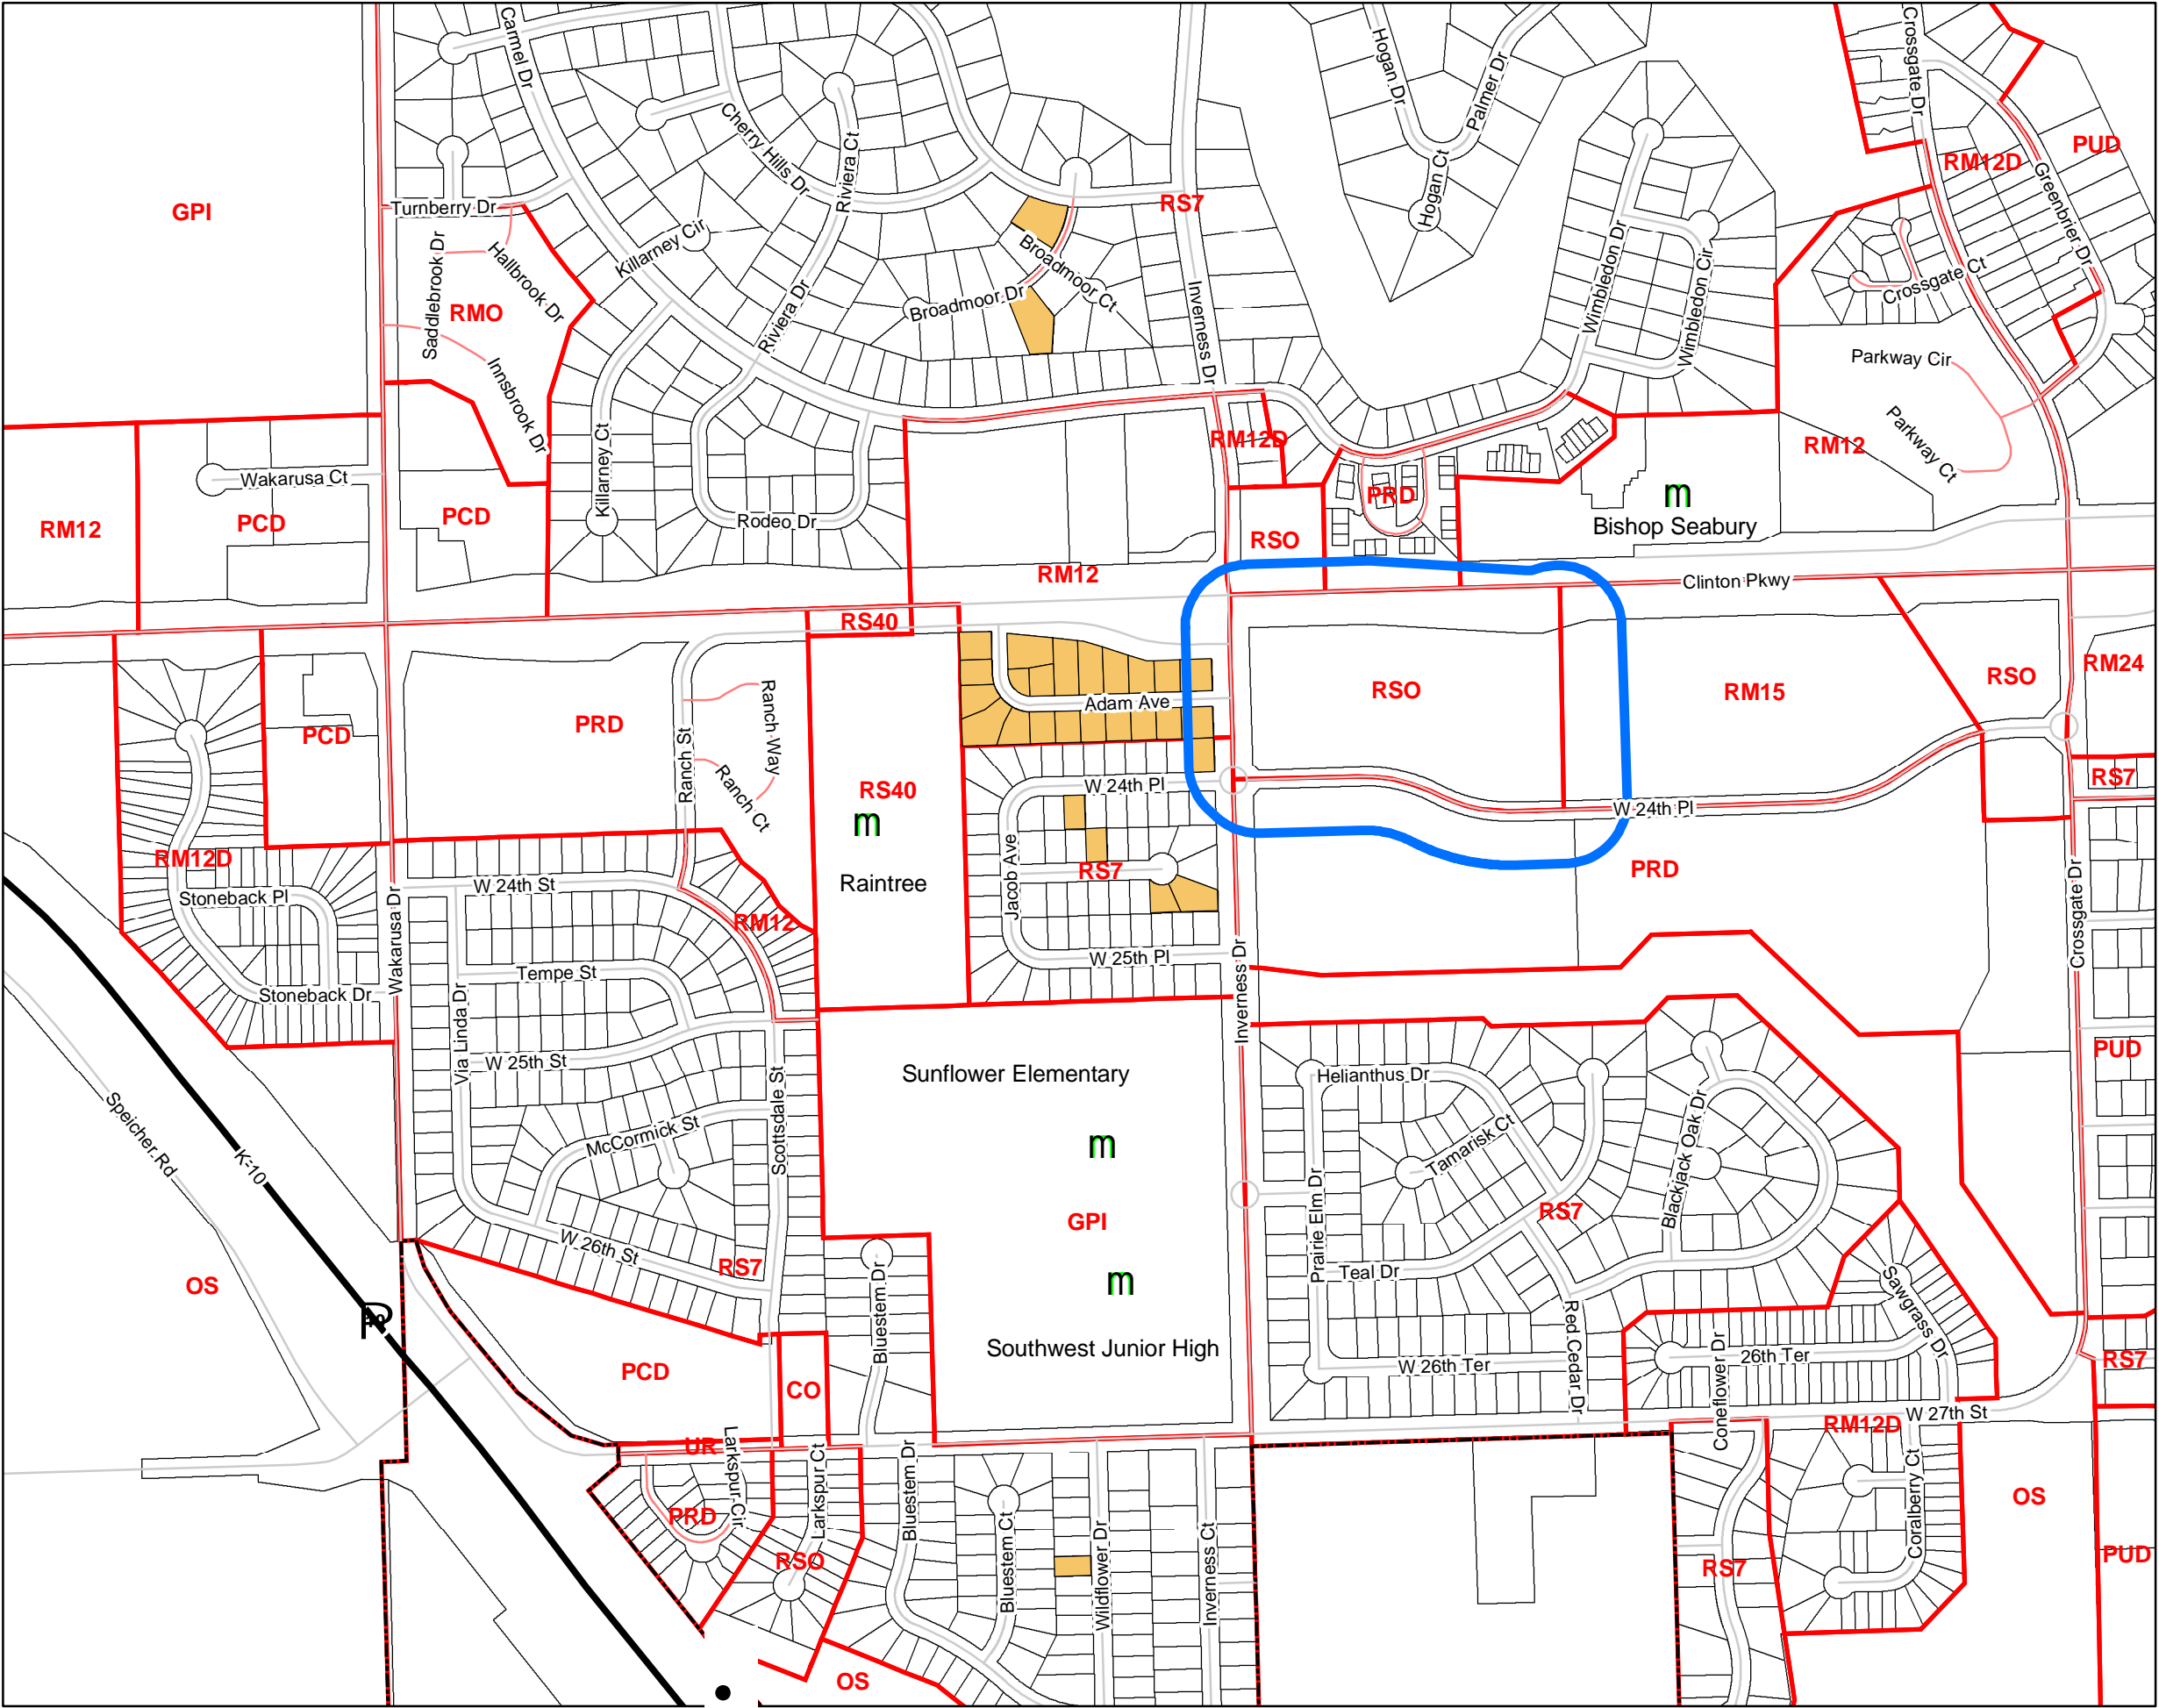 Carmel Dr
Hogan Dr
Palmer Dr
Crossgate Dr
Cherry Hills Dr
Riviera Ct
Hogan Ct
RM12D
PUD
Greenbrier Dr
GPI
Turnberry Dr
RS7
Saddlebrook Dr
Hallbrook Dr
Killarney Cir
Broadmoor Ct
Wimbledon Dr
Wimbledon Cir
Crossgate Ct
RMO
Riviera Dr
Broadmoor Dr
Inverness Dr
Innsbrook Dr
Parkway Cir
Killarney Ct
RM12D
Parkway Ct
RM12
Wakarusa Ct
RM12
PCD
PCD
Rodeo Dr
PRD
m
Bishop Seabury
RSO
RM12
Clinton Pkwy
RS40
RM24
RSO
RM15
RSO
Adam Ave
PRD
Ranch Way
PCD
Ranch St
Ranch Ct
RS40
m
W 24th Pl
RS7
W 24th Pl
RM12D
Raintree
Jacob Ave
RS7
PRD
W 24th St
Stoneback Pl
RM12
Wakarusa Dr
Crossgate Dr
W 25th Pl
Inverness Dr
Tempe St
Stoneback Dr
Via Linda Dr
W 25th St
Sunflower Elementary
Helianthus Dr
PUD
Speicher Rd
K-10
McCormick St
Scottsdale St
m
Tamarisk Ct
Blackjack Oak Dr
GPI
RS7
Prairie Elm Dr
W 26th St
RS7
Bluestem Dr
m
Teal Dr
Sawgrass Dr
OS
Southwest Junior High
Red Cedar Dr
W 26th Ter
Coneflower Dr
26th Ter
RS7
PCD
CO
W 27th St
RM12D
UR
Larkspur Cir
Larkspur Ct
Bluestem Dr
Coralberry Ct
OS
PRD
Bluestem Ct
Wildflower Dr
Inverness Ct
RSO
RS7
PUD
OS